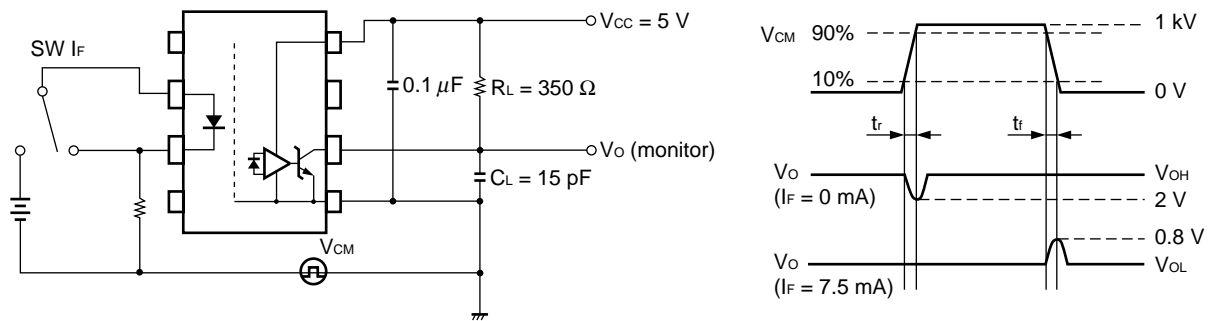 SW IF
VCC = 5 V
0.1 μF
RL = 350 Ω
VO (monitor)
CL = 15 pF
VCM
VCM
90%
10%
1 kV
0 V
tr
tf
VO
(IF = 0 mA)
VOH
2 V
0.8 V
VO
(IF = 7.5 mA)
VOL